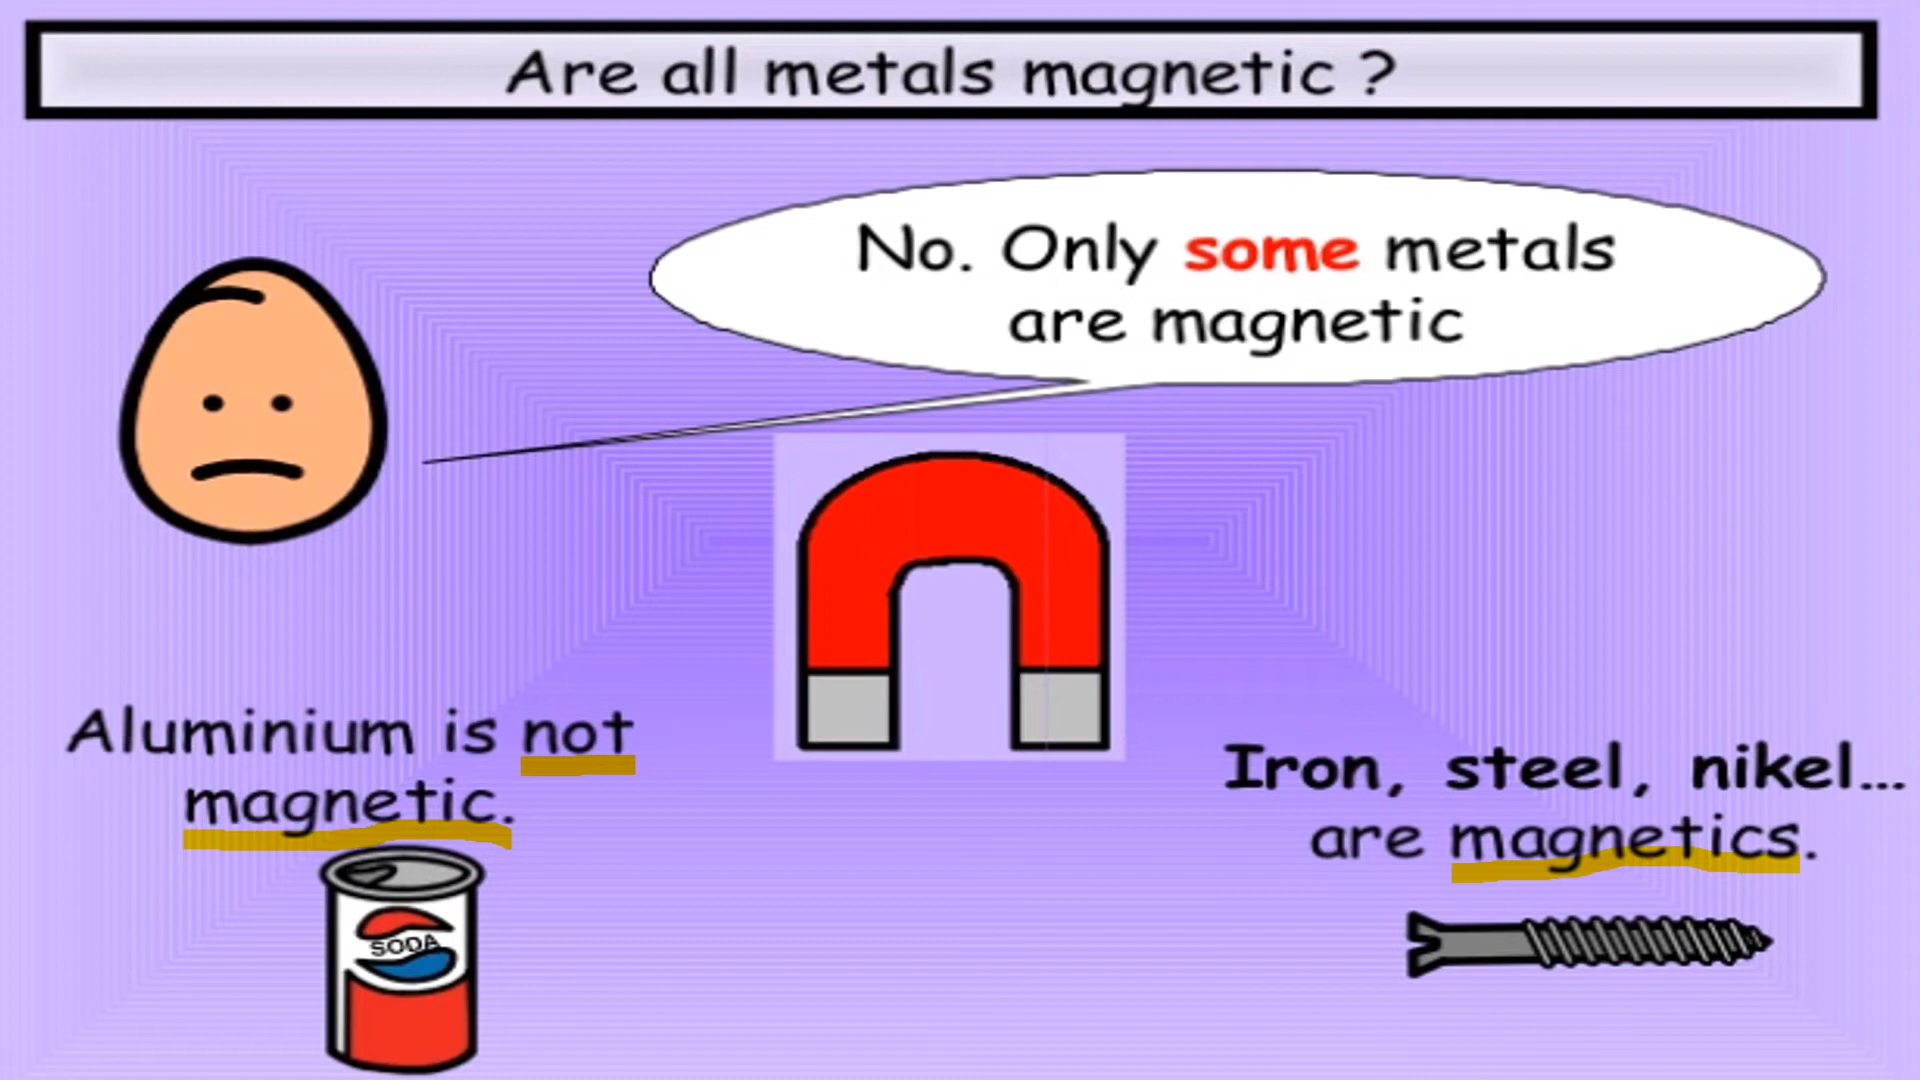 Are all metals magnetic ?
No. Only some metals
are magnetic
Aluminium is not
magnetic.
Iron, steel, nikel...
are magnetics.
SODA